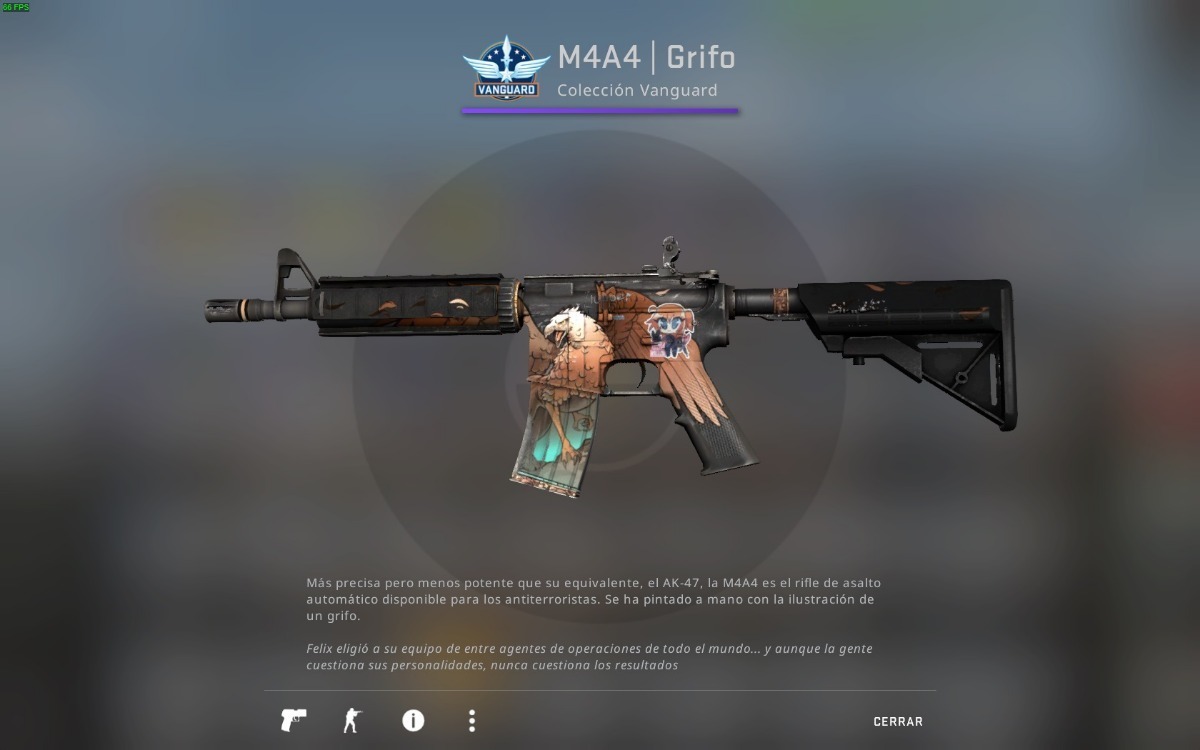 66 FPS
M4A4 | Grifo
VANGUARD
Colección Vanguard
Más precisa pero menos potente que su equivalente, el AK-47, la M4A4 es el rifle de asalto
automático disponible para los antiterroristas. Se ha pintado a mano con la ilustración de
un grifo.
Felix eligió a su equipo de entre agentes de operaciones de todo el mundo... y aunque la gente
cuestiona sus personalidades, nunca cuestiona los resultados
CERRAR